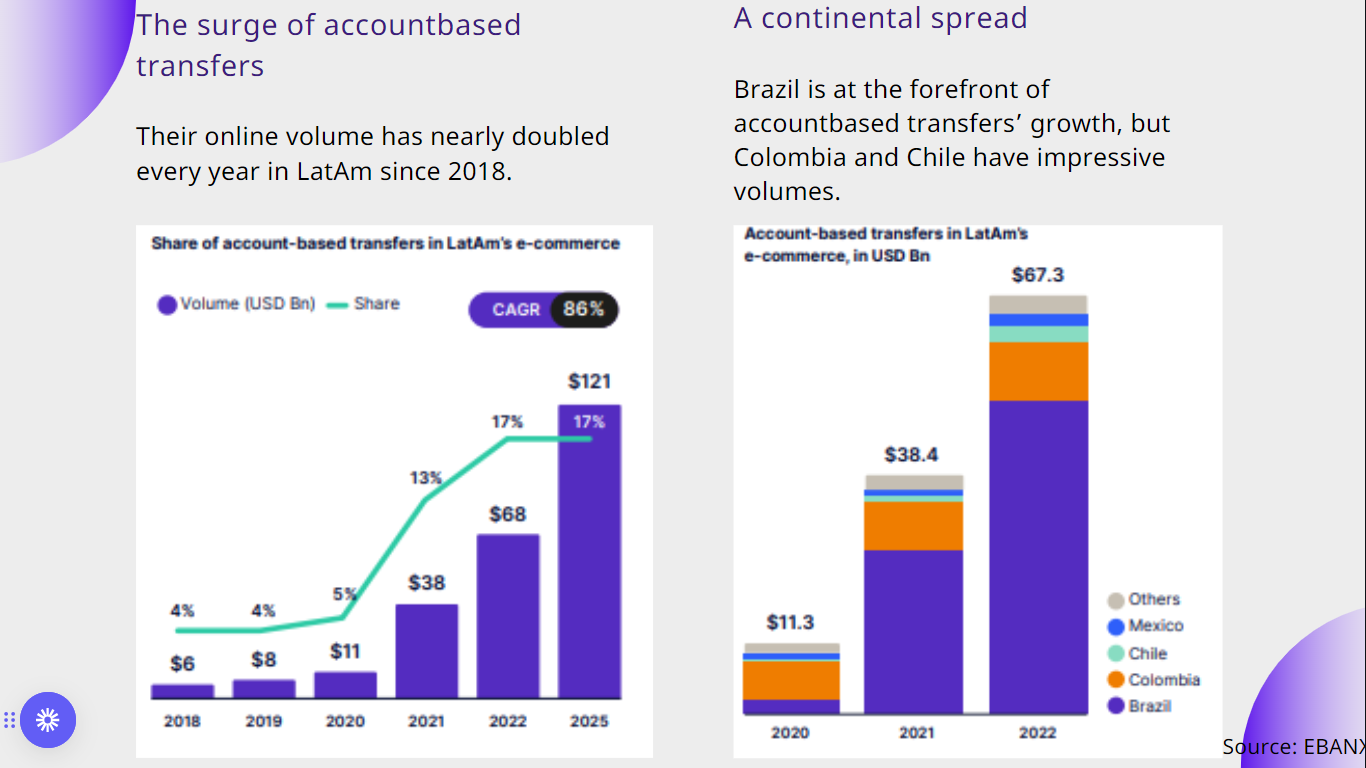 The surge of accountbased
transfers
Their online volume has nearly doubled
every year in LatAm since 2018.
Share of account-based transfers in LatAm's e-commerce
Volume (USD Bn) Share
CAGR 86%
$121
17% 17%
13%
$68
$38
5%
4% 4%
$11
$6 $8
2018 2019 2020 2021 2022 2025
A continental spread
Brazil is at the forefront of
accountbased transfers’ growth, but
Colombia and Chile have impressive
volumes.
Account-based transfers in LatAm's
e-commerce, in USD Bn
$67.3
$38.4
$11.3
Others
Mexico
Chile
Colombia
Brazil
2020 2021 2022
Source: EBANX